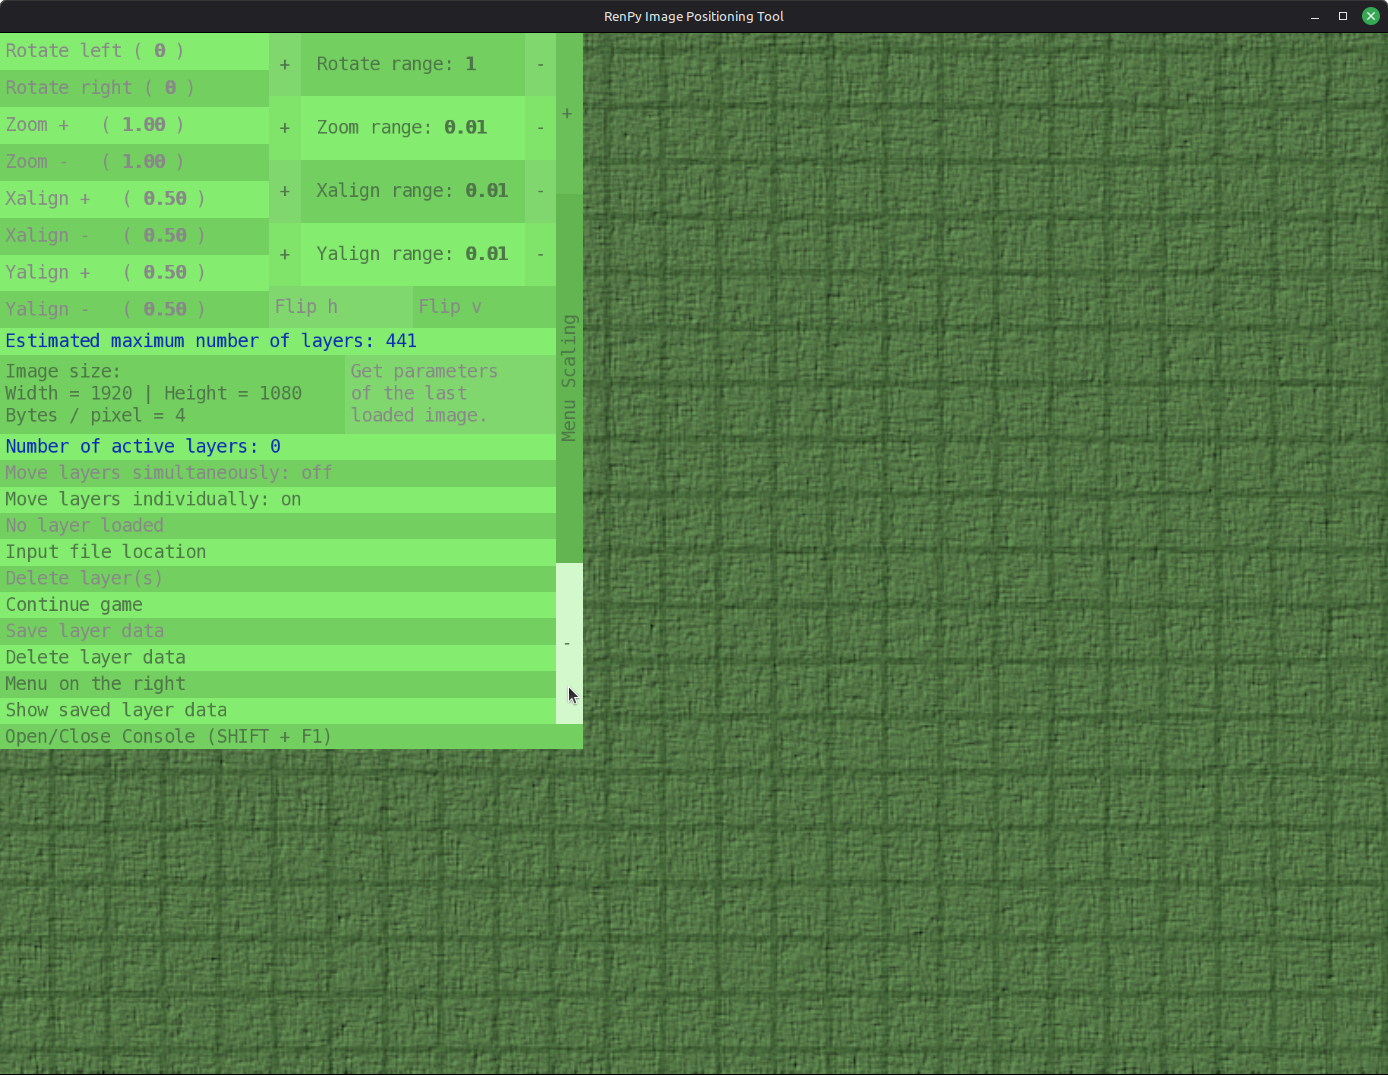 RenPy Image Positioning Tool
Rotate left ( 0 )
Rotate right ( 0 )
Zoom + ( 1.00 )
Zoom - ( 1.00 )
Xalign + ( 0.50 )
Xalign - ( 0.50 )
Yalign + ( 0.50 )
Yalign - ( 0.50 )
+ Rotate range: 1 -
+ Zoom range: 0.01 -
+ Xalign range: 0.01 -
+ Yalign range: 0.01 -
Flip h Flip v
Estimated maximum number of layers: 441
Image size:
Width = 1920 | Height = 1080
Bytes / pixel = 4
Get parameters
of the last
loaded image.
Number of active layers: 0
Move layers simultaneously: off
Move layers individually: on
No layer loaded
Input file location
Delete layer(s)
Continue game
Save layer data
Delete layer data
Menu on the right
Show saved layer data
Open/Close Console (SHIFT + F1)
+
Menu Scaling
-